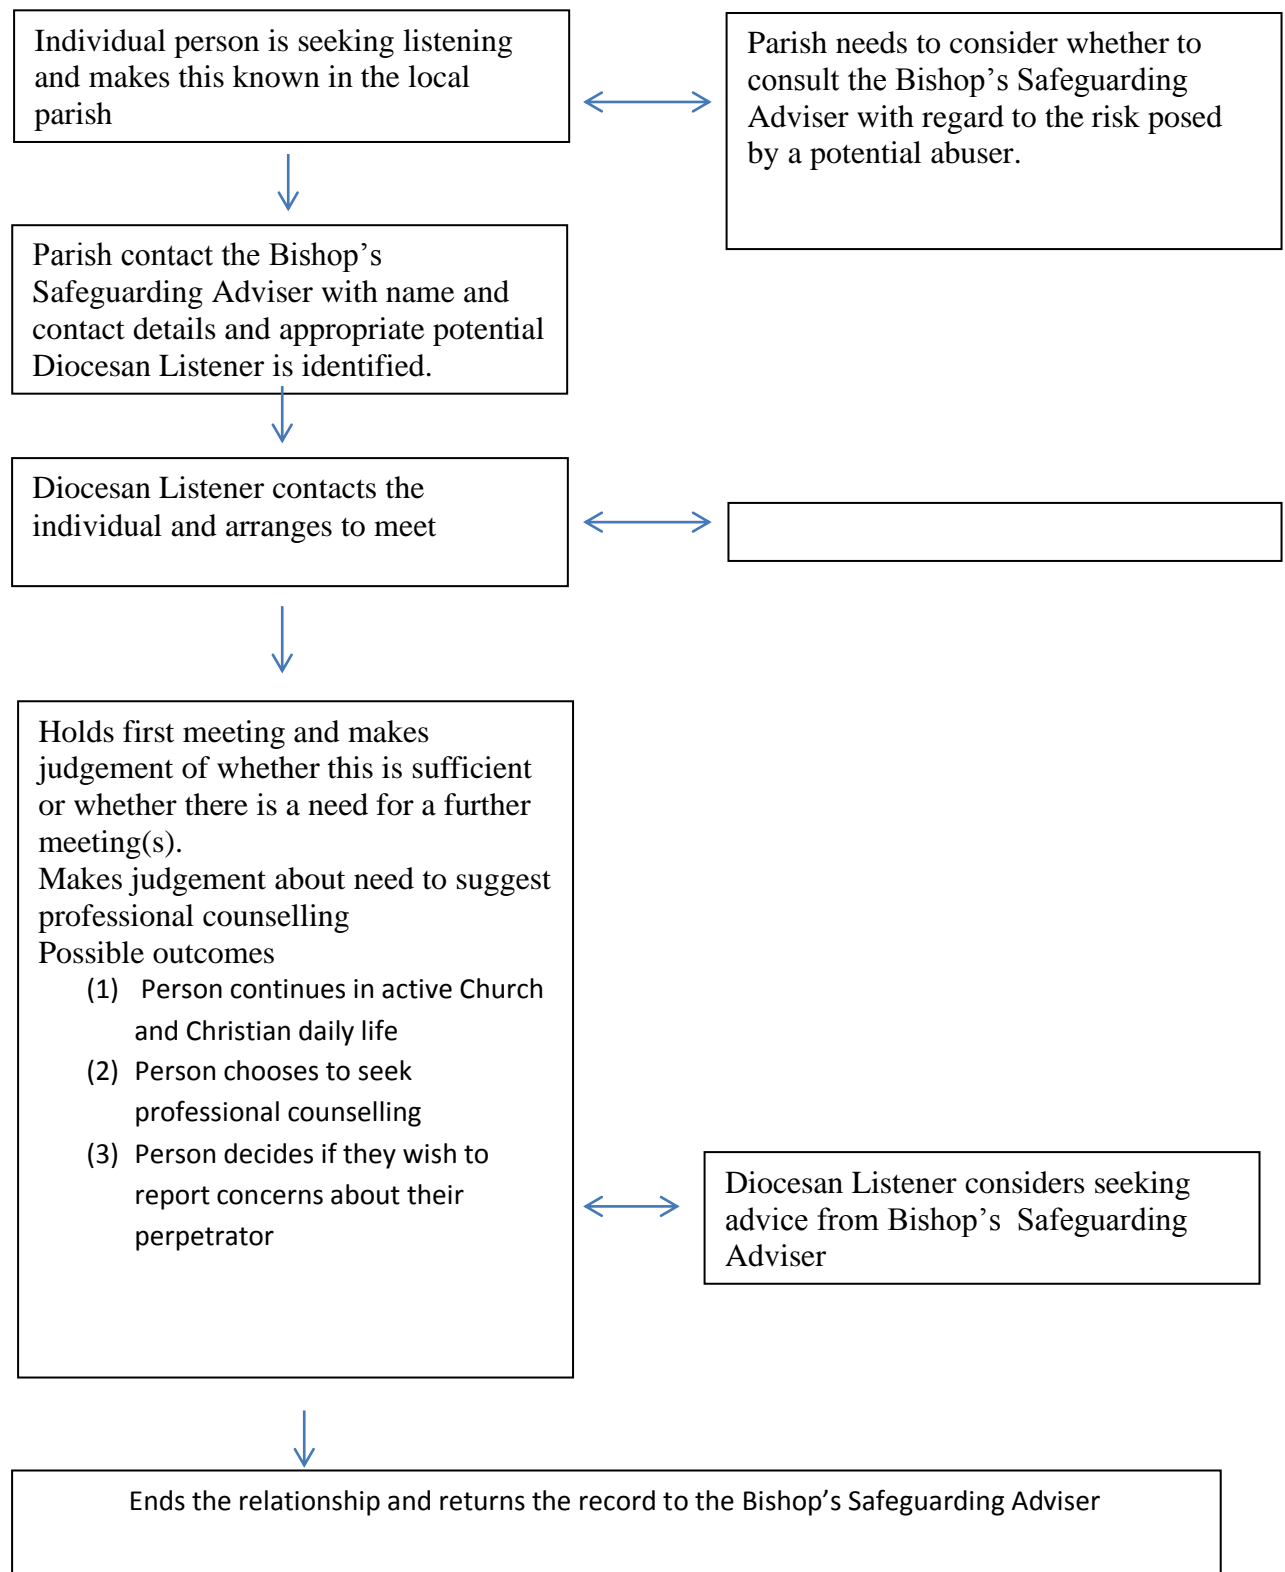 Individual person is seeking listening
and makes this known in the local
parish
Parish needs to consider whether to
consult the Bishop’s Safeguarding
Adviser with regard to the risk posed
by a potential abuser.
Parish contact the Bishop’s
Safeguarding Adviser with name and
contact details and appropriate potential
Diocesan Listener is identified.
Diocesan Listener contacts the
individual and arranges to meet
Holds first meeting and makes
judgement of whether this is sufficient
or whether there is a need for a further
meeting(s).
Makes judgement about need to suggest
professional counselling
Possible outcomes
(1) Person continues in active Church
and Christian daily life
(2) Person chooses to seek
professional counselling
(3) Person decides if they wish to
report concerns about their
perpetrator
Diocesan Listener considers seeking
advice from Bishop’s Safeguarding
Adviser
Ends the relationship and returns the record to the Bishop’s Safeguarding Adviser